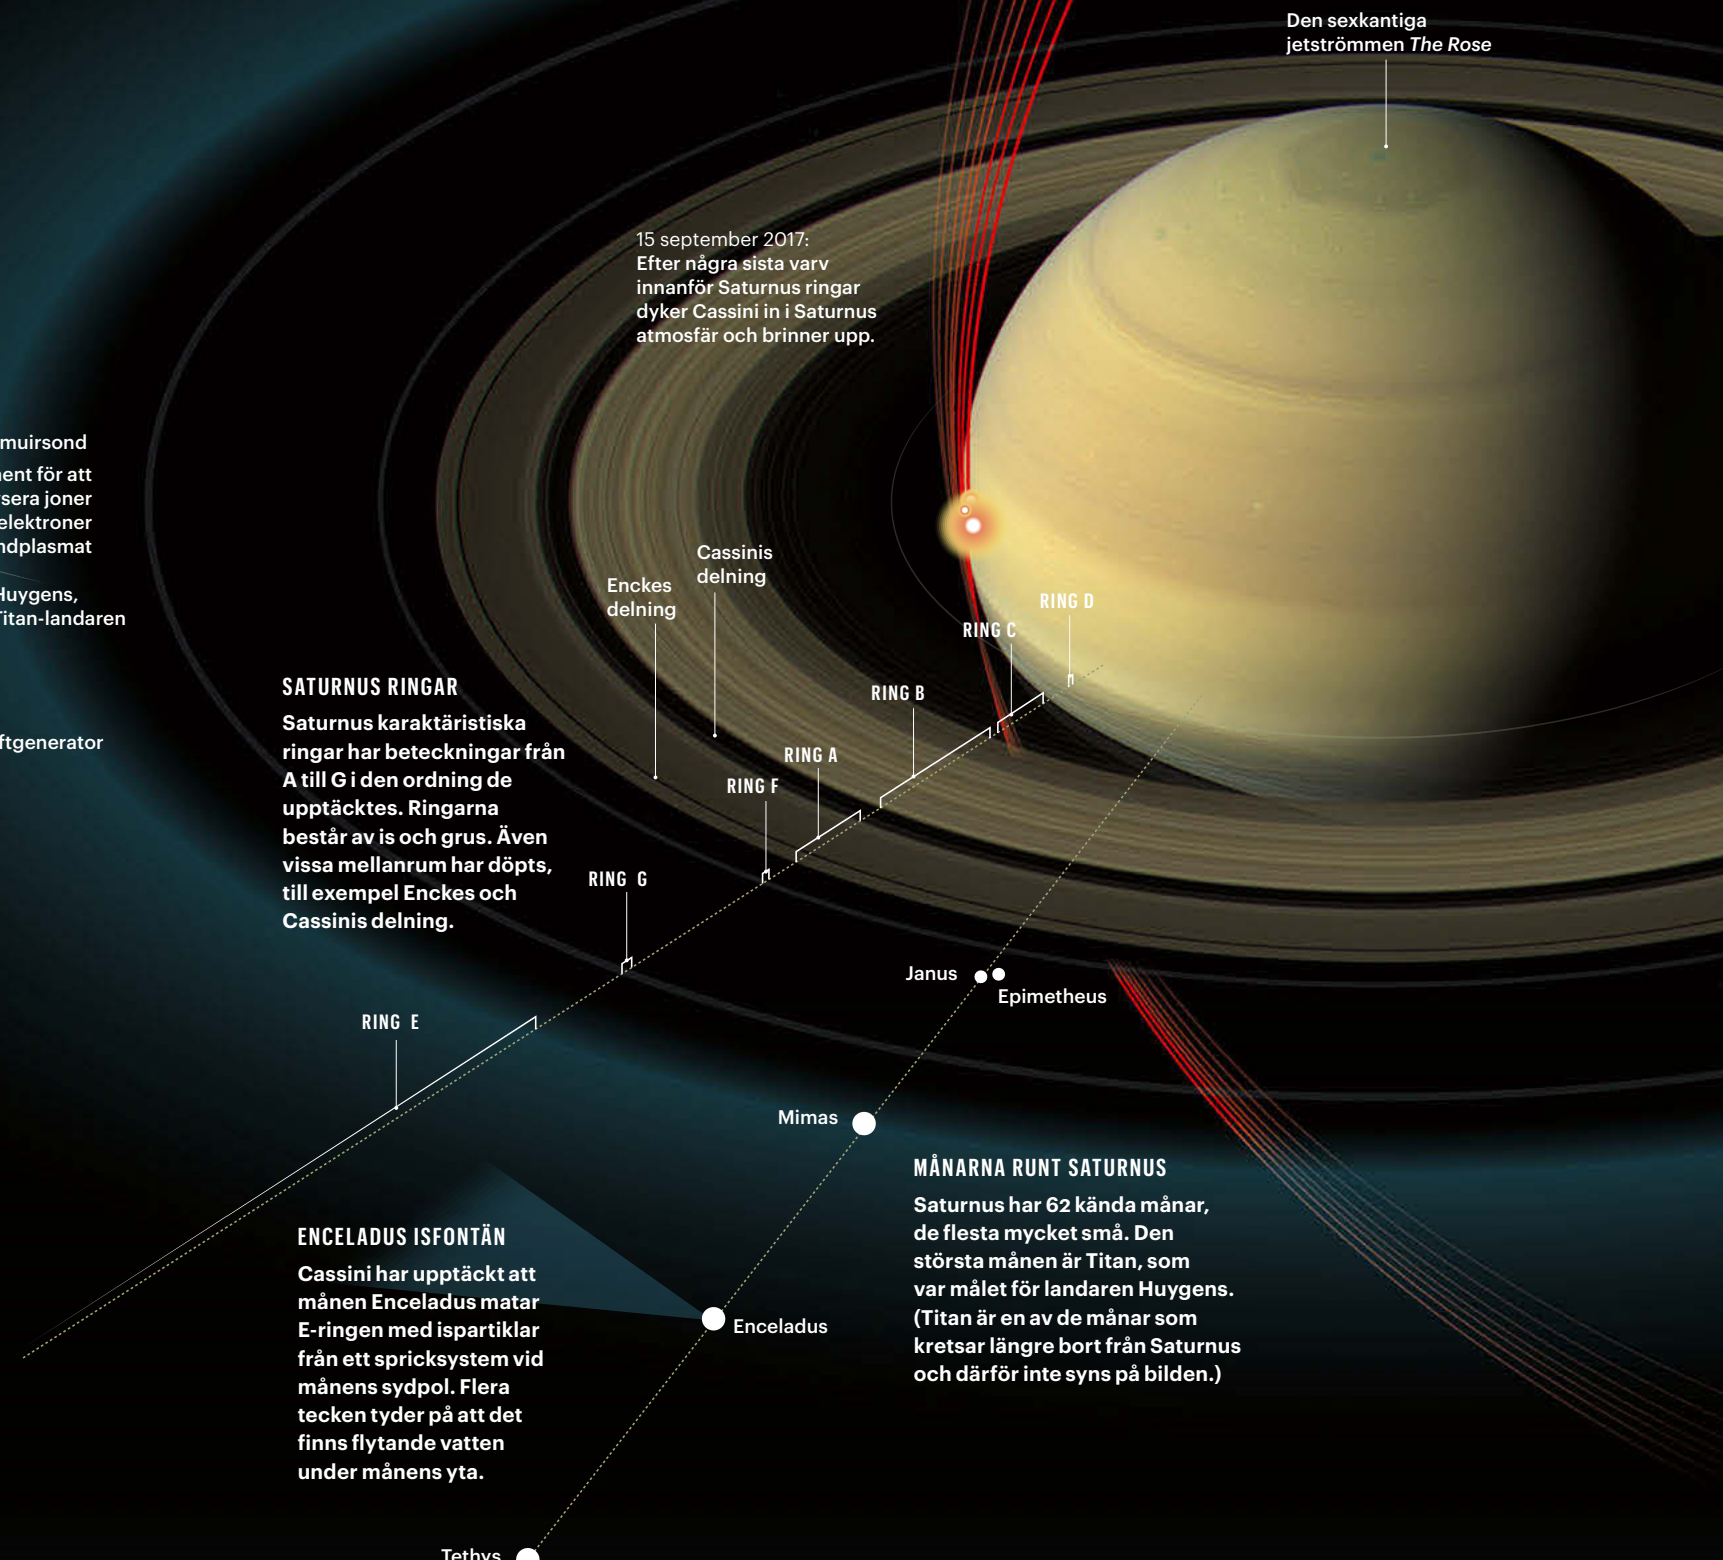 Den sexkantiga
jetströmmen The Rose
15 september 2017:
Efter några sista varv
innanför Saturnus ringar
dyker Cassini in i Saturnus
atmosfär och brinner upp.
muirsond
ent för att
sera joner
elektroner
ndplasmat
Huygens,
Titan-landaren
ftgenerator
Cassinis
delning
Enckes
delning
RING D
RING C
RING B
RING A
RING F
RING G
RING E
SATURNUS RINGAR
Saturnus karaktäristiska
ringar har beteckningar från
A till G i den ordning de
upptäcktes. Ringarna
består av is och grus. Även
vissa mellanrum har döpts,
till exempel Enckes och
Cassinis delning.
Janus
Epimetheus
Mimas
MÅNARNA RUNT SATURNUS
Saturnus har 62 kända månar,
de flesta mycket små. Den
största månen är Titan, som
var målet för landaren Huygens.
(Titan är en av de månar som
kretsar längre bort från Saturnus
och därför inte syns på bilden.)
ENCELADUS ISFONTÄN
Cassini har upptäckt att
månen Enceladus matar
E-ringen med ispartiklar
från ett spricksystem vid
månens sydpol. Flera
tecken tyder på att det
finns flytande vatten
under månens yta.
Enceladus
Tethys